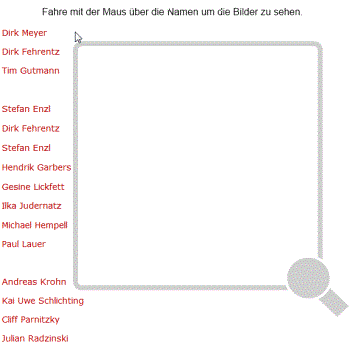 Fahre mit der Maus über die Namen um die Bilder zu sehen.
Dirk Meyer
Dirk Fehrentz
Tim Gutmann
Stefan Enzl
Dirk Fehrentz
Stefan Enzl
Hendrik Garbers
Gesine Lickfett
Ilka Judernatz
Michael Hempell
Paul Lauer
Andreas Krohn
Kai Uwe Schlichting
Cliff Parnitzky
Julian Radzinski